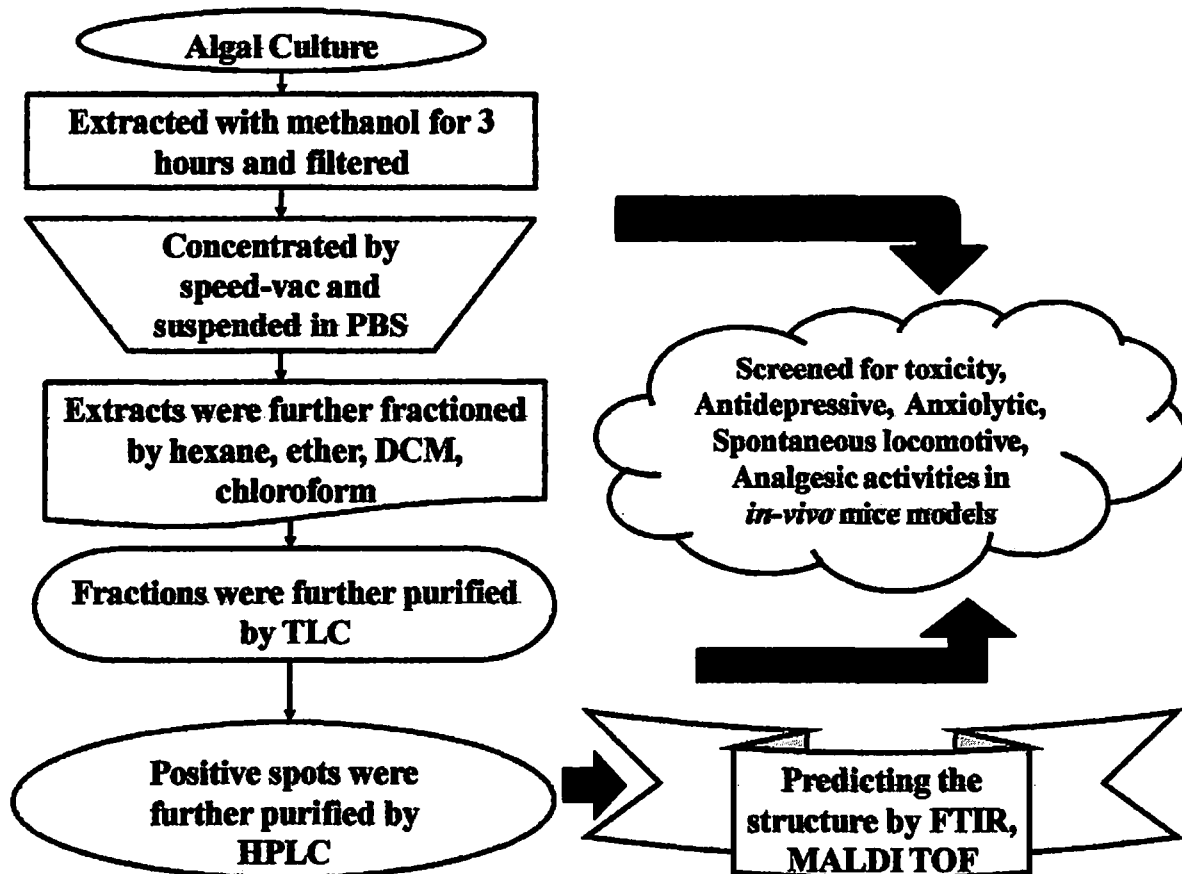 Algal Culture
Extracted with methanol for 3
hours and filtered
Concentrated by
speed-vac and
suspended in PBS
Extracts were further fractioned
by hexane, ether, DCM,
chloroform
Fractions were further purified
by TLC
Positive spots were
further purified by
HPLC
Predicting the
structure by FTIR,
MALDI TOF
Screened for toxicity,
Antidepressive, Anxiolytic,
Spontaneous locomotive,
Analgesic activities in
in-vivo mice models